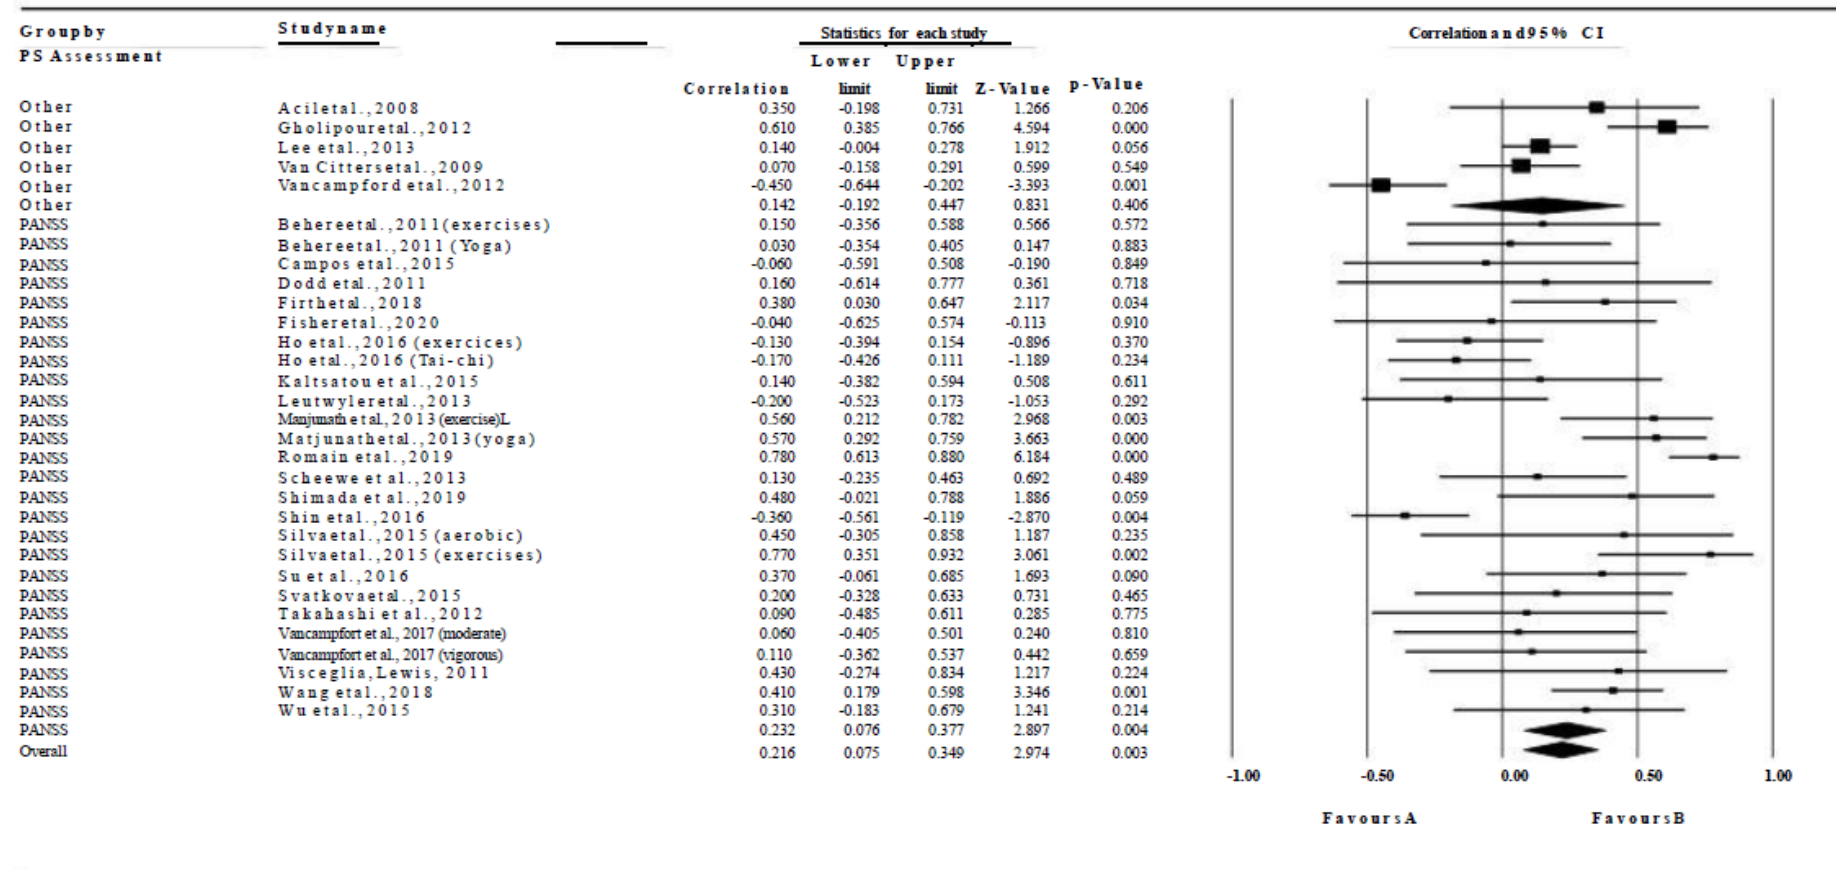 Groupby Studyname Statistics for each study Correlation and 95% CI
PS Assessment Lower Upper
Correlation limit limit Z-Value p-Value
Other Aciletal.,2008 0.350 -0.198 0.731 1.266 0.206
Other Gholipouretal.,2012 0.610 0.385 0.766 4.594 0.000
Other Lee etal.,2013 0.140 -0.004 0.278 1.912 0.056
Other Van Cittersetal.,2009 0.070 -0.158 0.291 0.599 0.549
Other Vancampford etal.,2012 -0.450 -0.644 -0.202 -3.393 0.001
Other 0.142 -0.192 0.447 0.831 0.406
PANSS Behereetal.,2011(exercises) 0.150 -0.356 0.588 0.566 0.572
PANSS Behereetal.,2011 (Yoga) 0.030 -0.354 0.405 0.147 0.883
PANSS Campos etal.,2015 -0.060 -0.591 0.508 -0.190 0.849
PANSS Dodd etal.,2011 0.160 -0.614 0.777 0.361 0.718
PANSS Firthetal.,2018 0.380 0.030 0.647 2.117 0.034
PANSS Fisheretal.,2020 -0.040 -0.625 0.574 -0.113 0.910
PANSS Ho etal.,2016 (exercices) -0.130 -0.394 0.154 -0.896 0.370
PANSS Ho etal.,2016 (Tai-chi) -0.170 -0.426 0.111 -1.189 0.234
PANSS Kaltsatou etal.,2015 0.140 -0.382 0.594 0.508 0.611
PANSS Leutwyleretal.,2013 -0.200 -0.523 0.173 -1.053 0.292
PANSS Manjunath etal., 2013 (exercise)L 0.560 0.212 0.782 2.968 0.003
PANSS Matjunathetal.,2013(yoga) 0.570 0.292 0.759 3.663 0.000
PANSS Romain etal.,2019 0.780 0.613 0.880 6.184 0.000
PANSS Scheewe etal.,2013 0.130 -0.235 0.463 0.692 0.489
PANSS Shimada etal.,2019 0.480 -0.021 0.788 1.886 0.059
PANSS Shin etal.,2016 -0.360 -0.561 -0.119 -2.870 0.004
PANSS Silvaetal.,2015 (aerobic) 0.450 -0.305 0.858 1.187 0.235
PANSS Silvaetal.,2015 (exercises) 0.770 0.351 0.932 3.061 0.002
PANSS Su etal.,2016 0.370 -0.061 0.685 1.693 0.090
PANSS Svatkovaetal.,2015 0.200 -0.328 0.633 0.731 0.465
PANSS Takahashi etal.,2012 0.090 -0.485 0.611 0.285 0.775
PANSS Vancampfort et al., 2017 (moderate) 0.060 -0.405 0.501 0.240 0.810
PANSS Vancampfort et al., 2017 (vigorous) 0.110 -0.362 0.537 0.442 0.659
PANSS Visceglia,Lewis, 2011 0.430 -0.274 0.834 1.217 0.224
PANSS Wang etal.,2018 0.410 0.179 0.598 3.346 0.001
PANSS Wu etal.,2015 0.310 -0.183 0.679 1.241 0.214
PANSS 0.232 0.076 0.377 2.897 0.004
Overall 0.216 0.075 0.349 2.974 0.003
-1.00 -0.50 0.00 0.50 1.00
FavoursA FavoursB